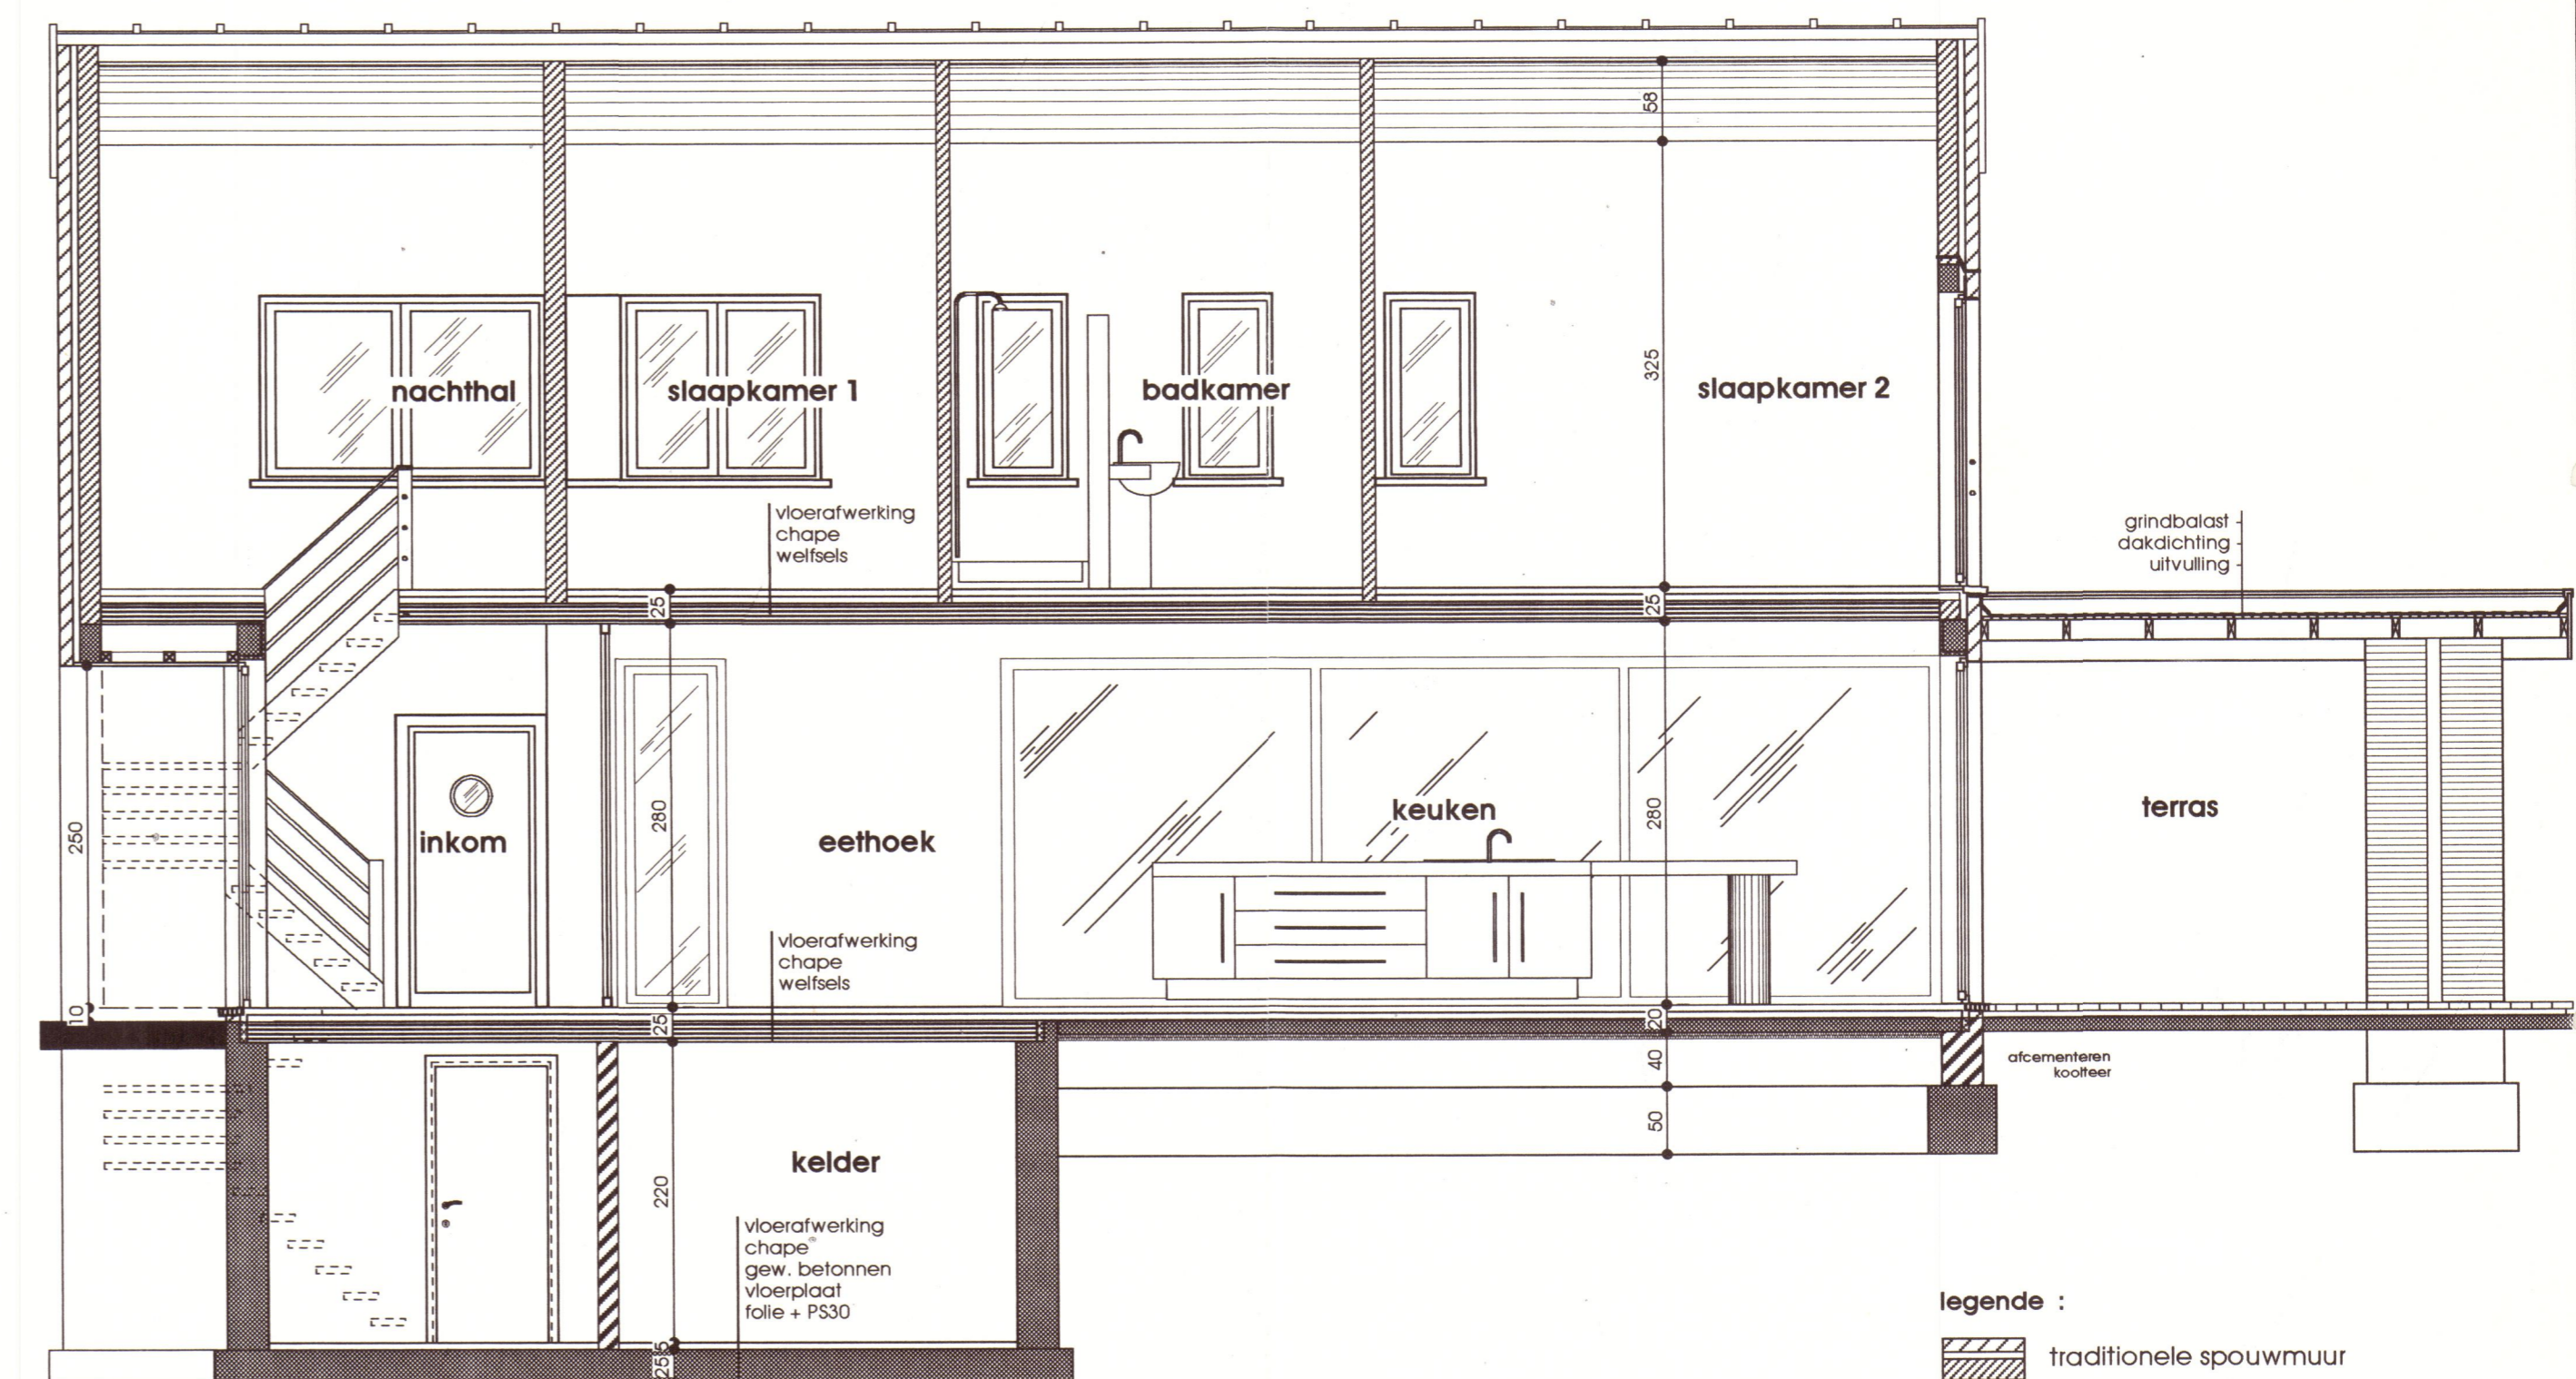 58
325
nachthal
slaapkamer 1
badkamer
slaapkamer 2
vloerafwerking
chape
welfsels
grindbalast
dakdichting
uitvulling
25
25
250
10
inkom
280
eethoek
keuken
280
terras
vloerafwerking
chape
welfsels
25
20
40
50
afcementeren
koolteer
220
kelder
vloerafwerking
chape
gew. betonnen
vloerplaat
folie + PS30
5
25
legende :
traditionele spouwmuur